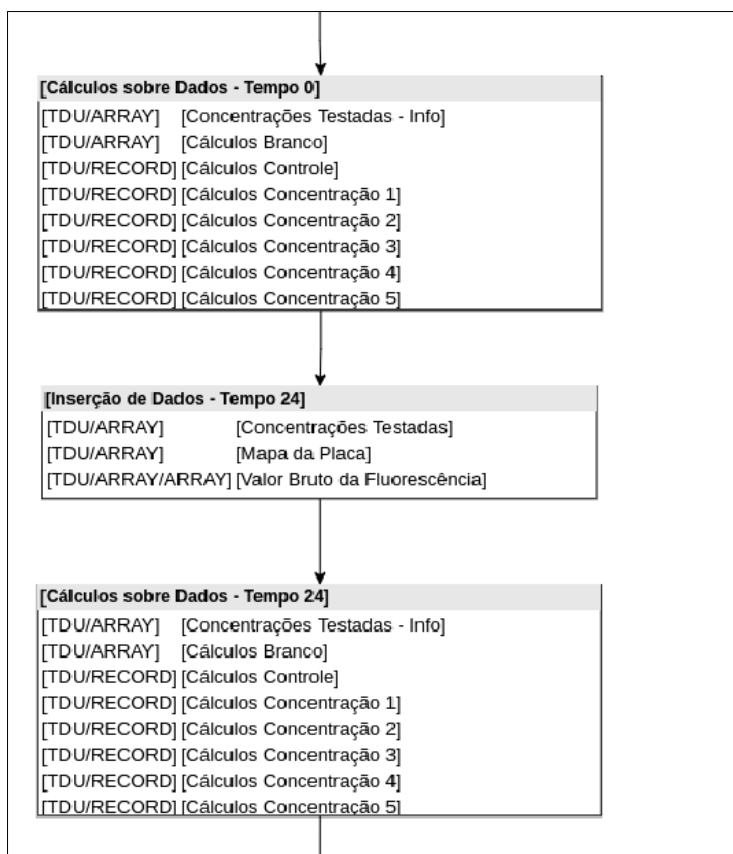 [Cálculos sobre Dados - Tempo 0]
[TDU/ARRAY] [Concentrações Testadas - Info]
[TDU/ARRAY] [Cálculos Branco]
[TDU/RECORD] [Cálculos Controle]
[TDU/RECORD] [Cálculos Concentração 1]
[TDU/RECORD] [Cálculos Concentração 2]
[TDU/RECORD] [Cálculos Concentração 3]
[TDU/RECORD] [Cálculos Concentração 4]
[TDU/RECORD] [Cálculos Concentração 5]
[Inserção de Dados - Tempo 24]
[TDU/ARRAY] [Concentrações Testadas]
[TDU/ARRAY] [Mapa da Placa]
[TDU/ARRAY/ARRAY] [Valor Bruto da Fluorescência]
[Cálculos sobre Dados - Tempo 24]
[TDU/ARRAY] [Concentrações Testadas - Info]
[TDU/ARRAY] [Cálculos Branco]
[TDU/RECORD] [Cálculos Controle]
[TDU/RECORD] [Cálculos Concentração 1]
[TDU/RECORD] [Cálculos Concentração 2]
[TDU/RECORD] [Cálculos Concentração 3]
[TDU/RECORD] [Cálculos Concentração 4]
[TDU/RECORD] [Cálculos Concentração 5]